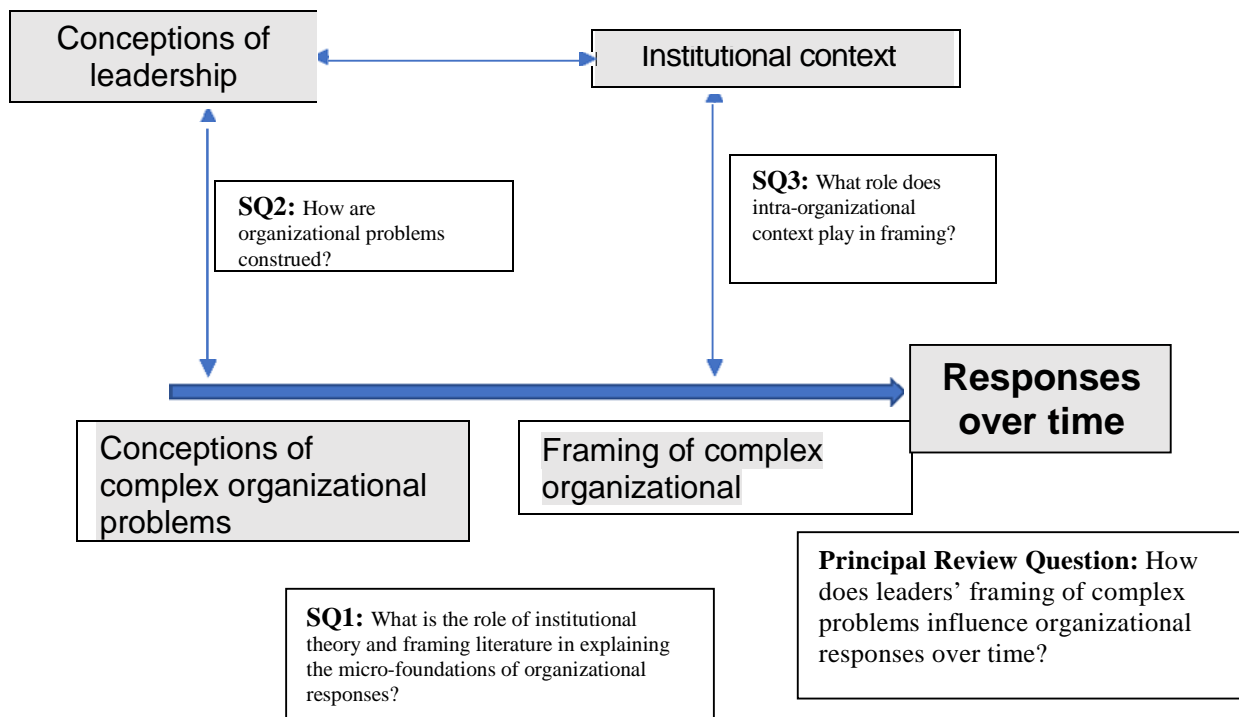 Conceptions of
leadership
Institutional context
SQ2: How are
organizational problems
construed?
SQ3: What role does
intra-organizational
context play in framing?
Responses
over time
Conceptions of
complex organizational
problems
Framing of complex
organizational
SQ1: What is the role of institutional
theory and framing literature in explaining
the micro-foundations of organizational
responses?
Principal Review Question: How
does leaders’ framing of complex
problems influence organizational
responses over time?